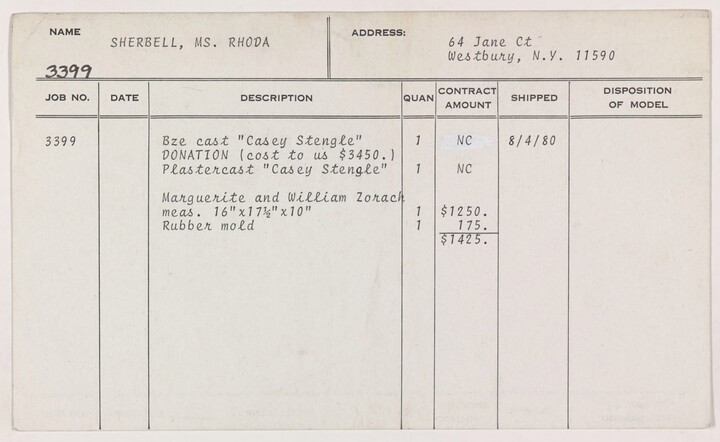 NAME SHERBELL, MS. RHODA ADDRESS: 64 Jane Ct
Westbury, N.Y. 11590
3399
JOB NO. DATE DESCRIPTION QUAN CONTRACT AMOUNT SHIPPED DISPOSITION OF MODEL
3399 Bze cast "Casey Stengle" 1 NC 8/4/80
DONATION (cost to us $3450.)
Plastercast "Casey Stengle" 1 NC
Marguerite and William Zorach
meas. 16"x17½"x10" 1 $1250.
Rubber mold 1 175.
$1425.